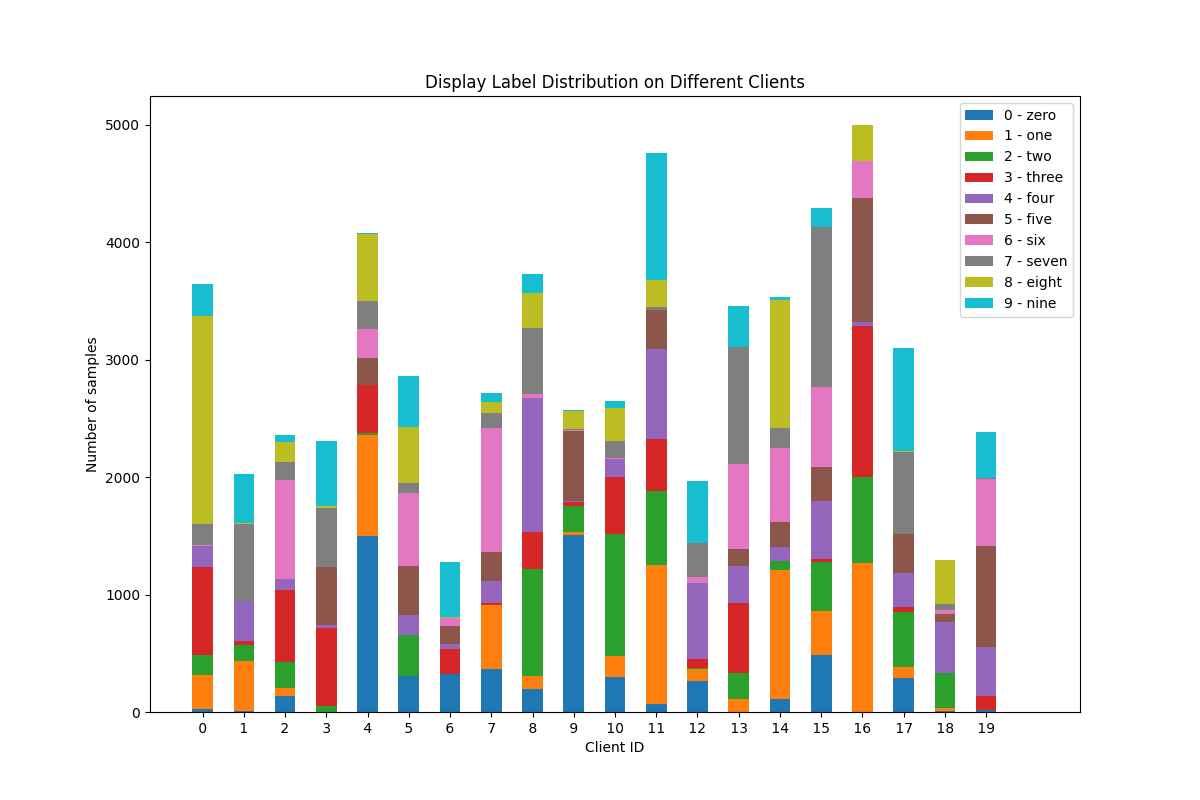 Display Label Distribution on Different Clients
5000
4000
3000
2000
1000
0
Number of samples
0 1 2 3 4 5 6 7 8 9 10 11 12 13 14 15 16 17 18 19
Client ID
0 - zero
1 - one
2 - two
3 - three
4 - four
5 - five
6 - six
7 - seven
8 - eight
9 - nine